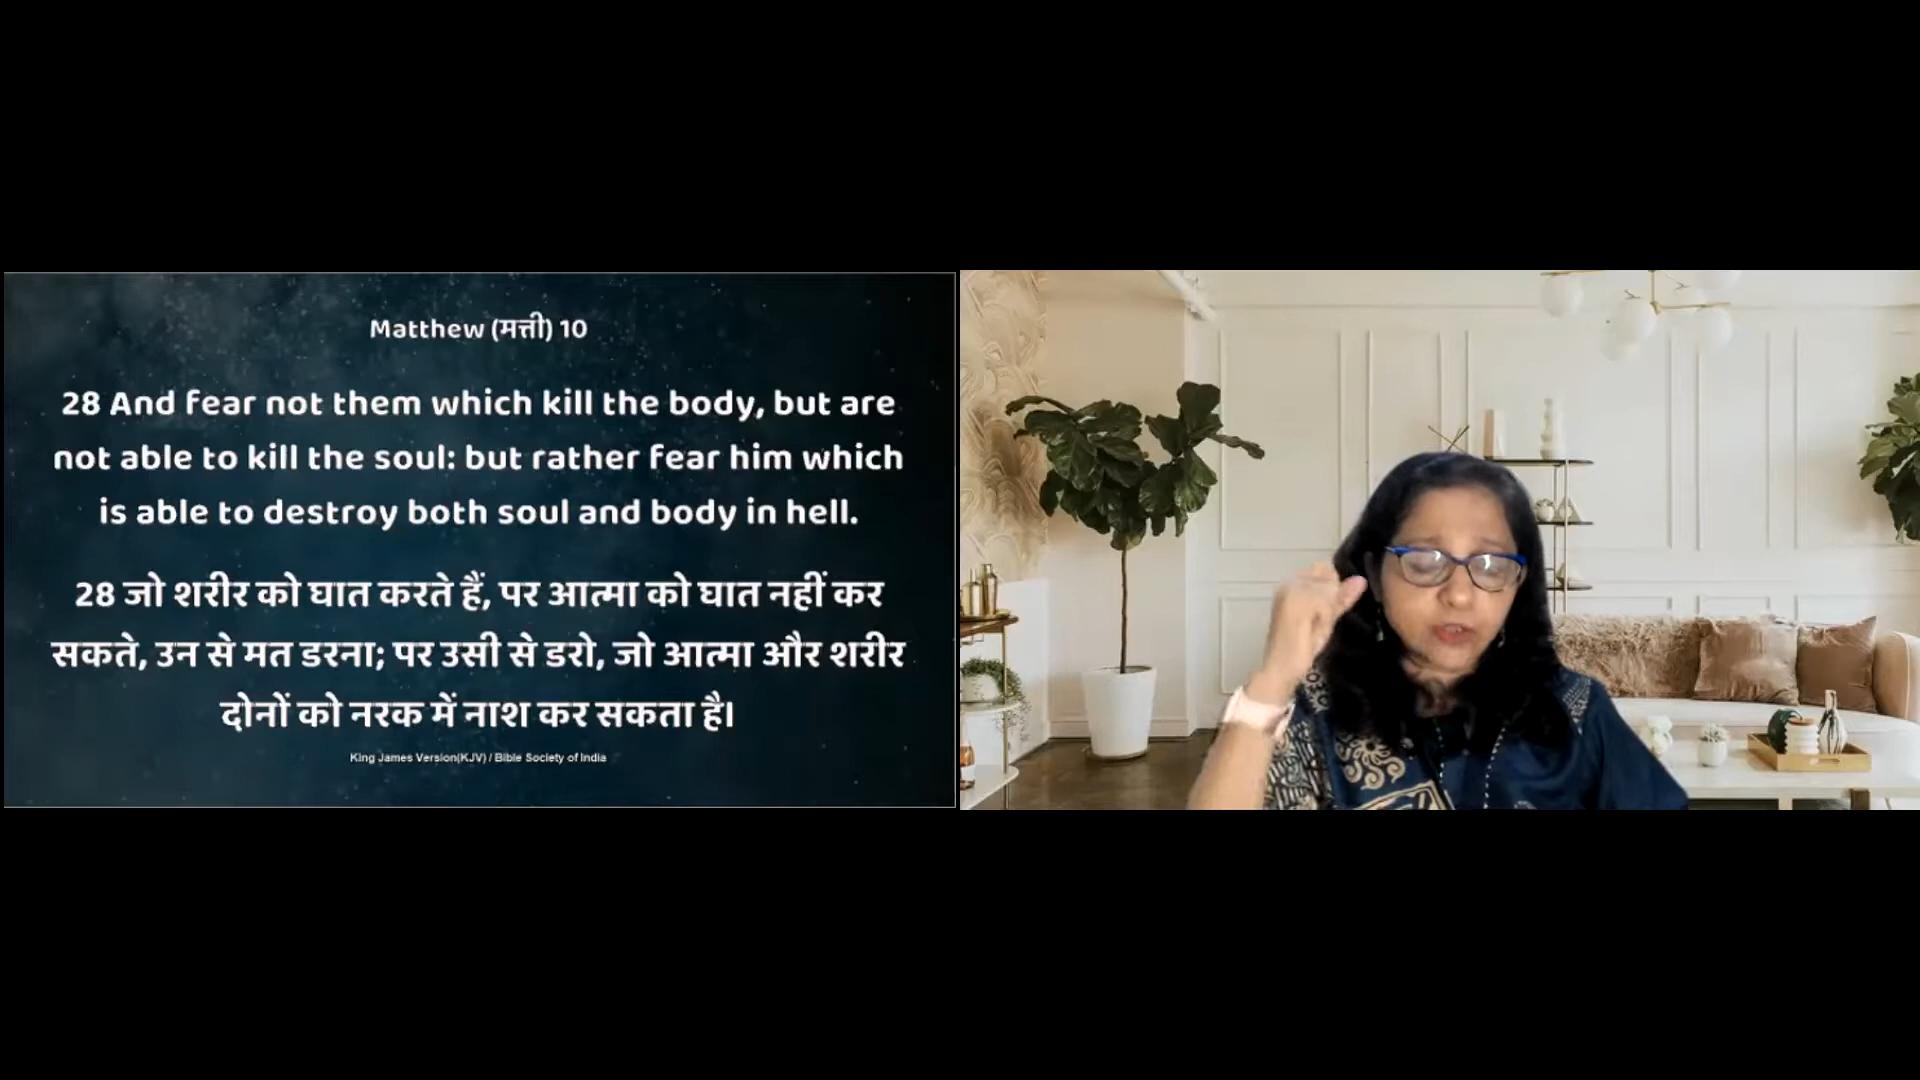 Matthew (मत्ती) 10
28 And fear not them which kill the body, but are
not able to kill the soul: but rather fear him which
is able to destroy both soul and body in hell.
28 जो शरीर को घात करते हैं, पर आत्मा को घात नहीं कर
सकते, उन से मत डरना; पर उसी से डरो, जो आत्मा और शरीर
दोनों को नरक में नाश कर सकता है।
King James Version(KJV) / Bible Society of India